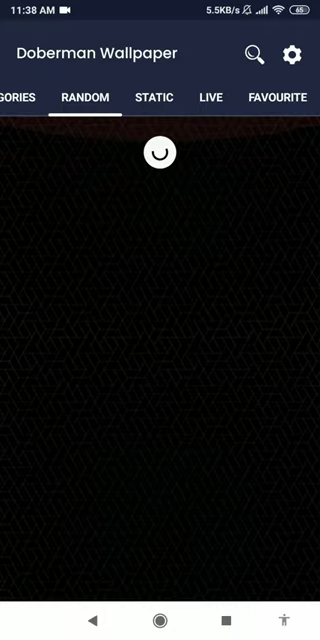 11:38 AM 5.5KB/s 65
Doberman Wallpaper
GORIES RANDOM STATIC LIVE FAVOURITE